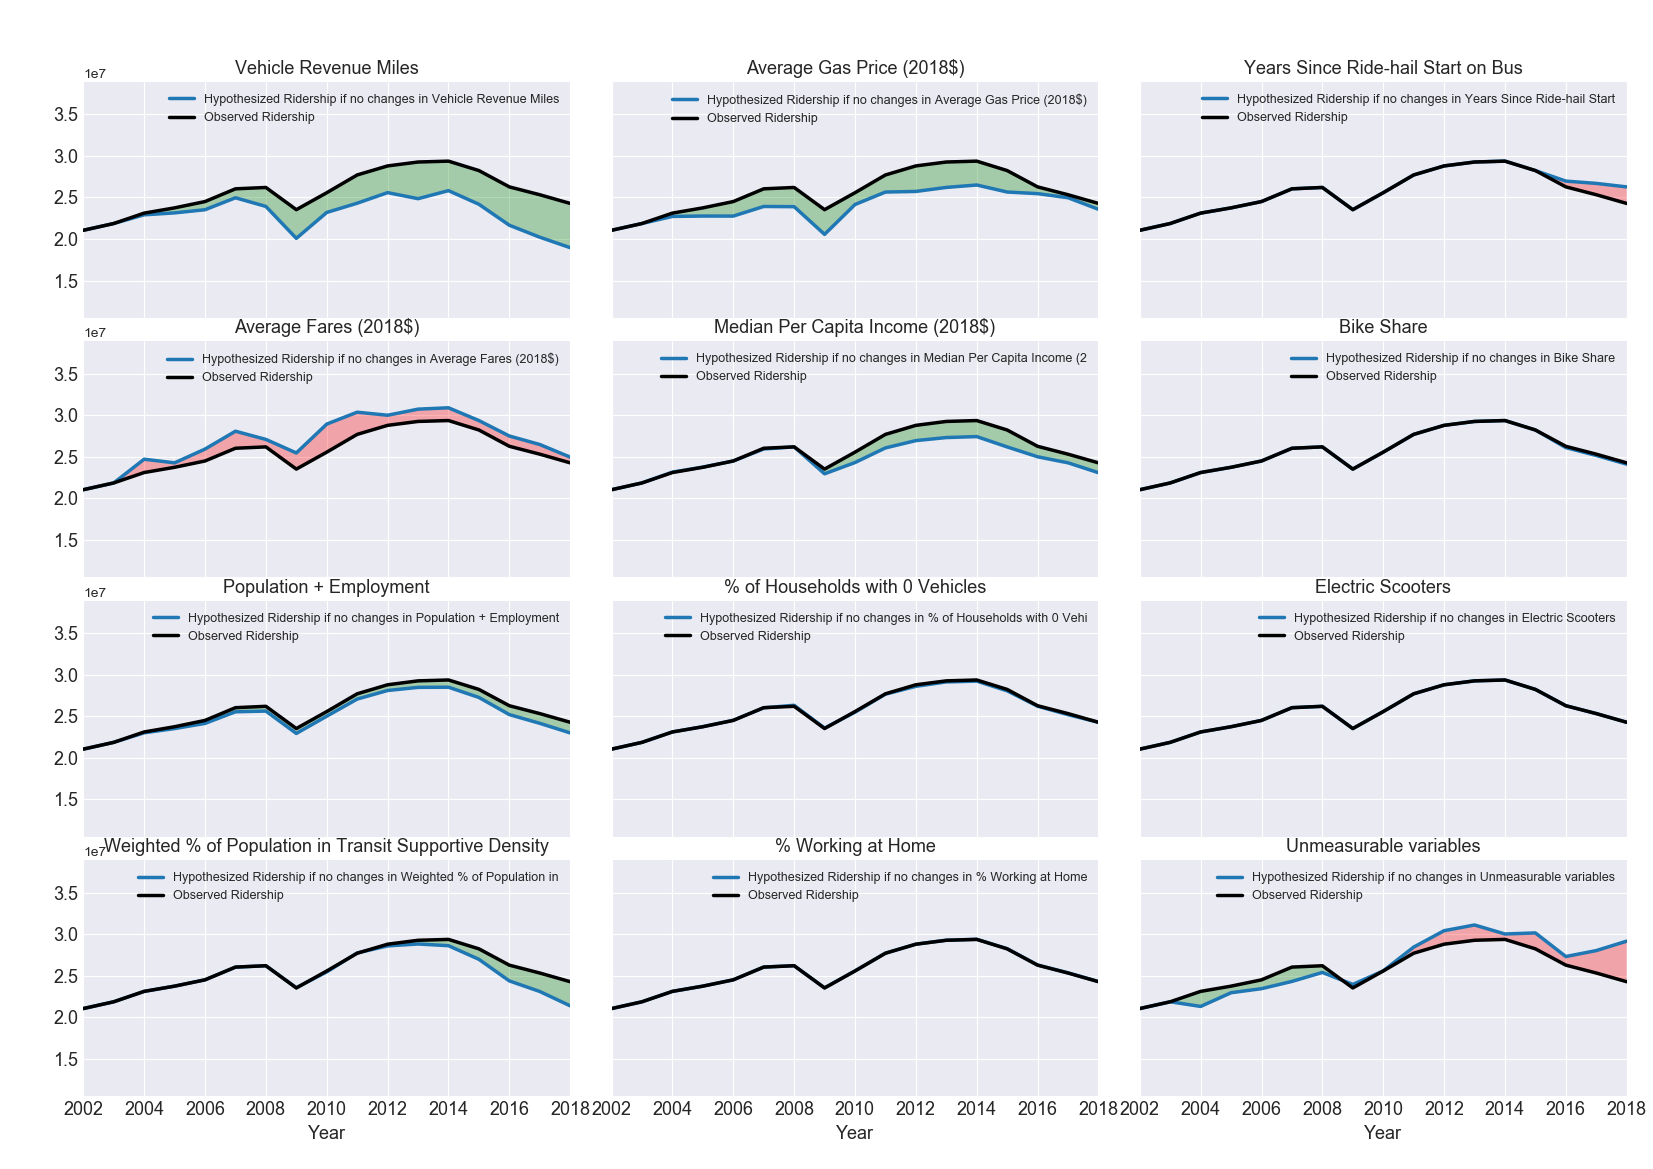 Vehicle Revenue Miles
1e7
Hypothesized Ridership if no changes in Vehicle Revenue Miles
Observed Ridership
3.5
3.0
2.5
2.0
1.5
Average Gas Price (2018$)
Hypothesized Ridership if no changes in Average Gas Price (2018$)
Observed Ridership
Years Since Ride-hail Start on Bus
Hypothesized Ridership if no changes in Years Since Ride-hail Start
Observed Ridership
Average Fares (2018$)
1e7
Hypothesized Ridership if no changes in Average Fares (2018$)
Observed Ridership
3.5
3.0
2.5
2.0
1.5
Median Per Capita Income (2018$)
Hypothesized Ridership if no changes in Median Per Capita Income (2
Observed Ridership
Bike Share
Hypothesized Ridership if no changes in Bike Share
Observed Ridership
Population + Employment
1e7
Hypothesized Ridership if no changes in Population + Employment
Observed Ridership
3.5
3.0
2.5
2.0
1.5
% of Households with 0 Vehicles
Hypothesized Ridership if no changes in % of Households with 0 Vehi
Observed Ridership
Electric Scooters
Hypothesized Ridership if no changes in Electric Scooters
Observed Ridership
Weighted % of Population in Transit Supportive Density
1e7
Hypothesized Ridership if no changes in Weighted % of Population in
Observed Ridership
3.5
3.0
2.5
2.0
1.5
2002 2004 2006 2008 2010 2012 2014 2016 2018
Year
% Working at Home
Hypothesized Ridership if no changes in % Working at Home
Observed Ridership
2002 2004 2006 2008 2010 2012 2014 2016 2018
Year
Unmeasurable variables
Hypothesized Ridership if no changes in Unmeasurable variables
Observed Ridership
2002 2004 2006 2008 2010 2012 2014 2016 2018
Year